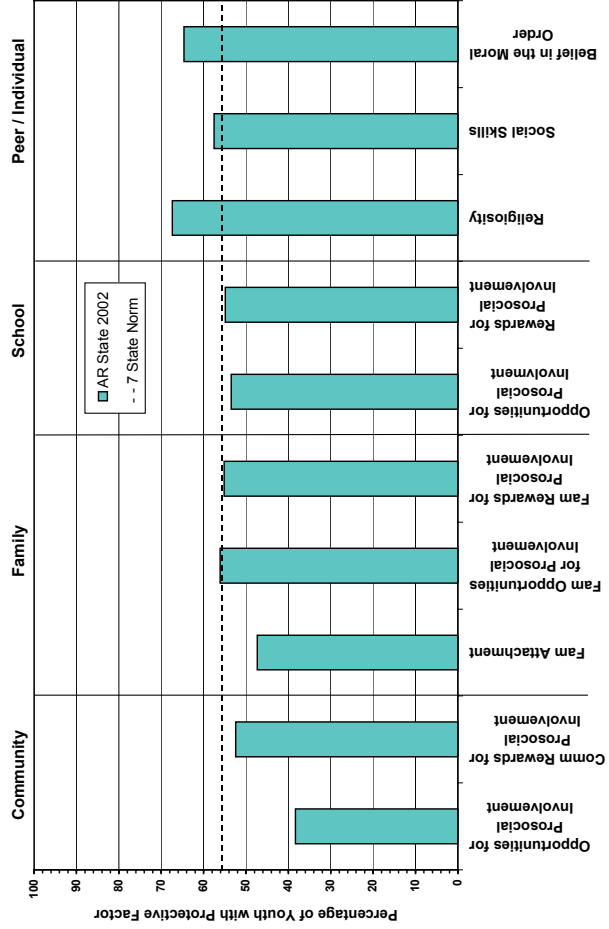 Community
Family
School
Peer / Individual
AR State 2002
7 State Norm
Percentage of Youth with Protective Factor
100
90
80
70
60
50
40
30
20
10
0
Opportunities for
Prosocial
Involvement
Comm Rewards for
Prosocial
Involvement
Fam Attachment
Fam Opportunities
for Prosocial
Involvement
Fam Rewards for
Prosocial
Involvement
Opportunities for
Prosocial
Involvment
Rewards for
Prosocial
Involvement
Religiosity
Social Skills
Belief in the Moral
Order